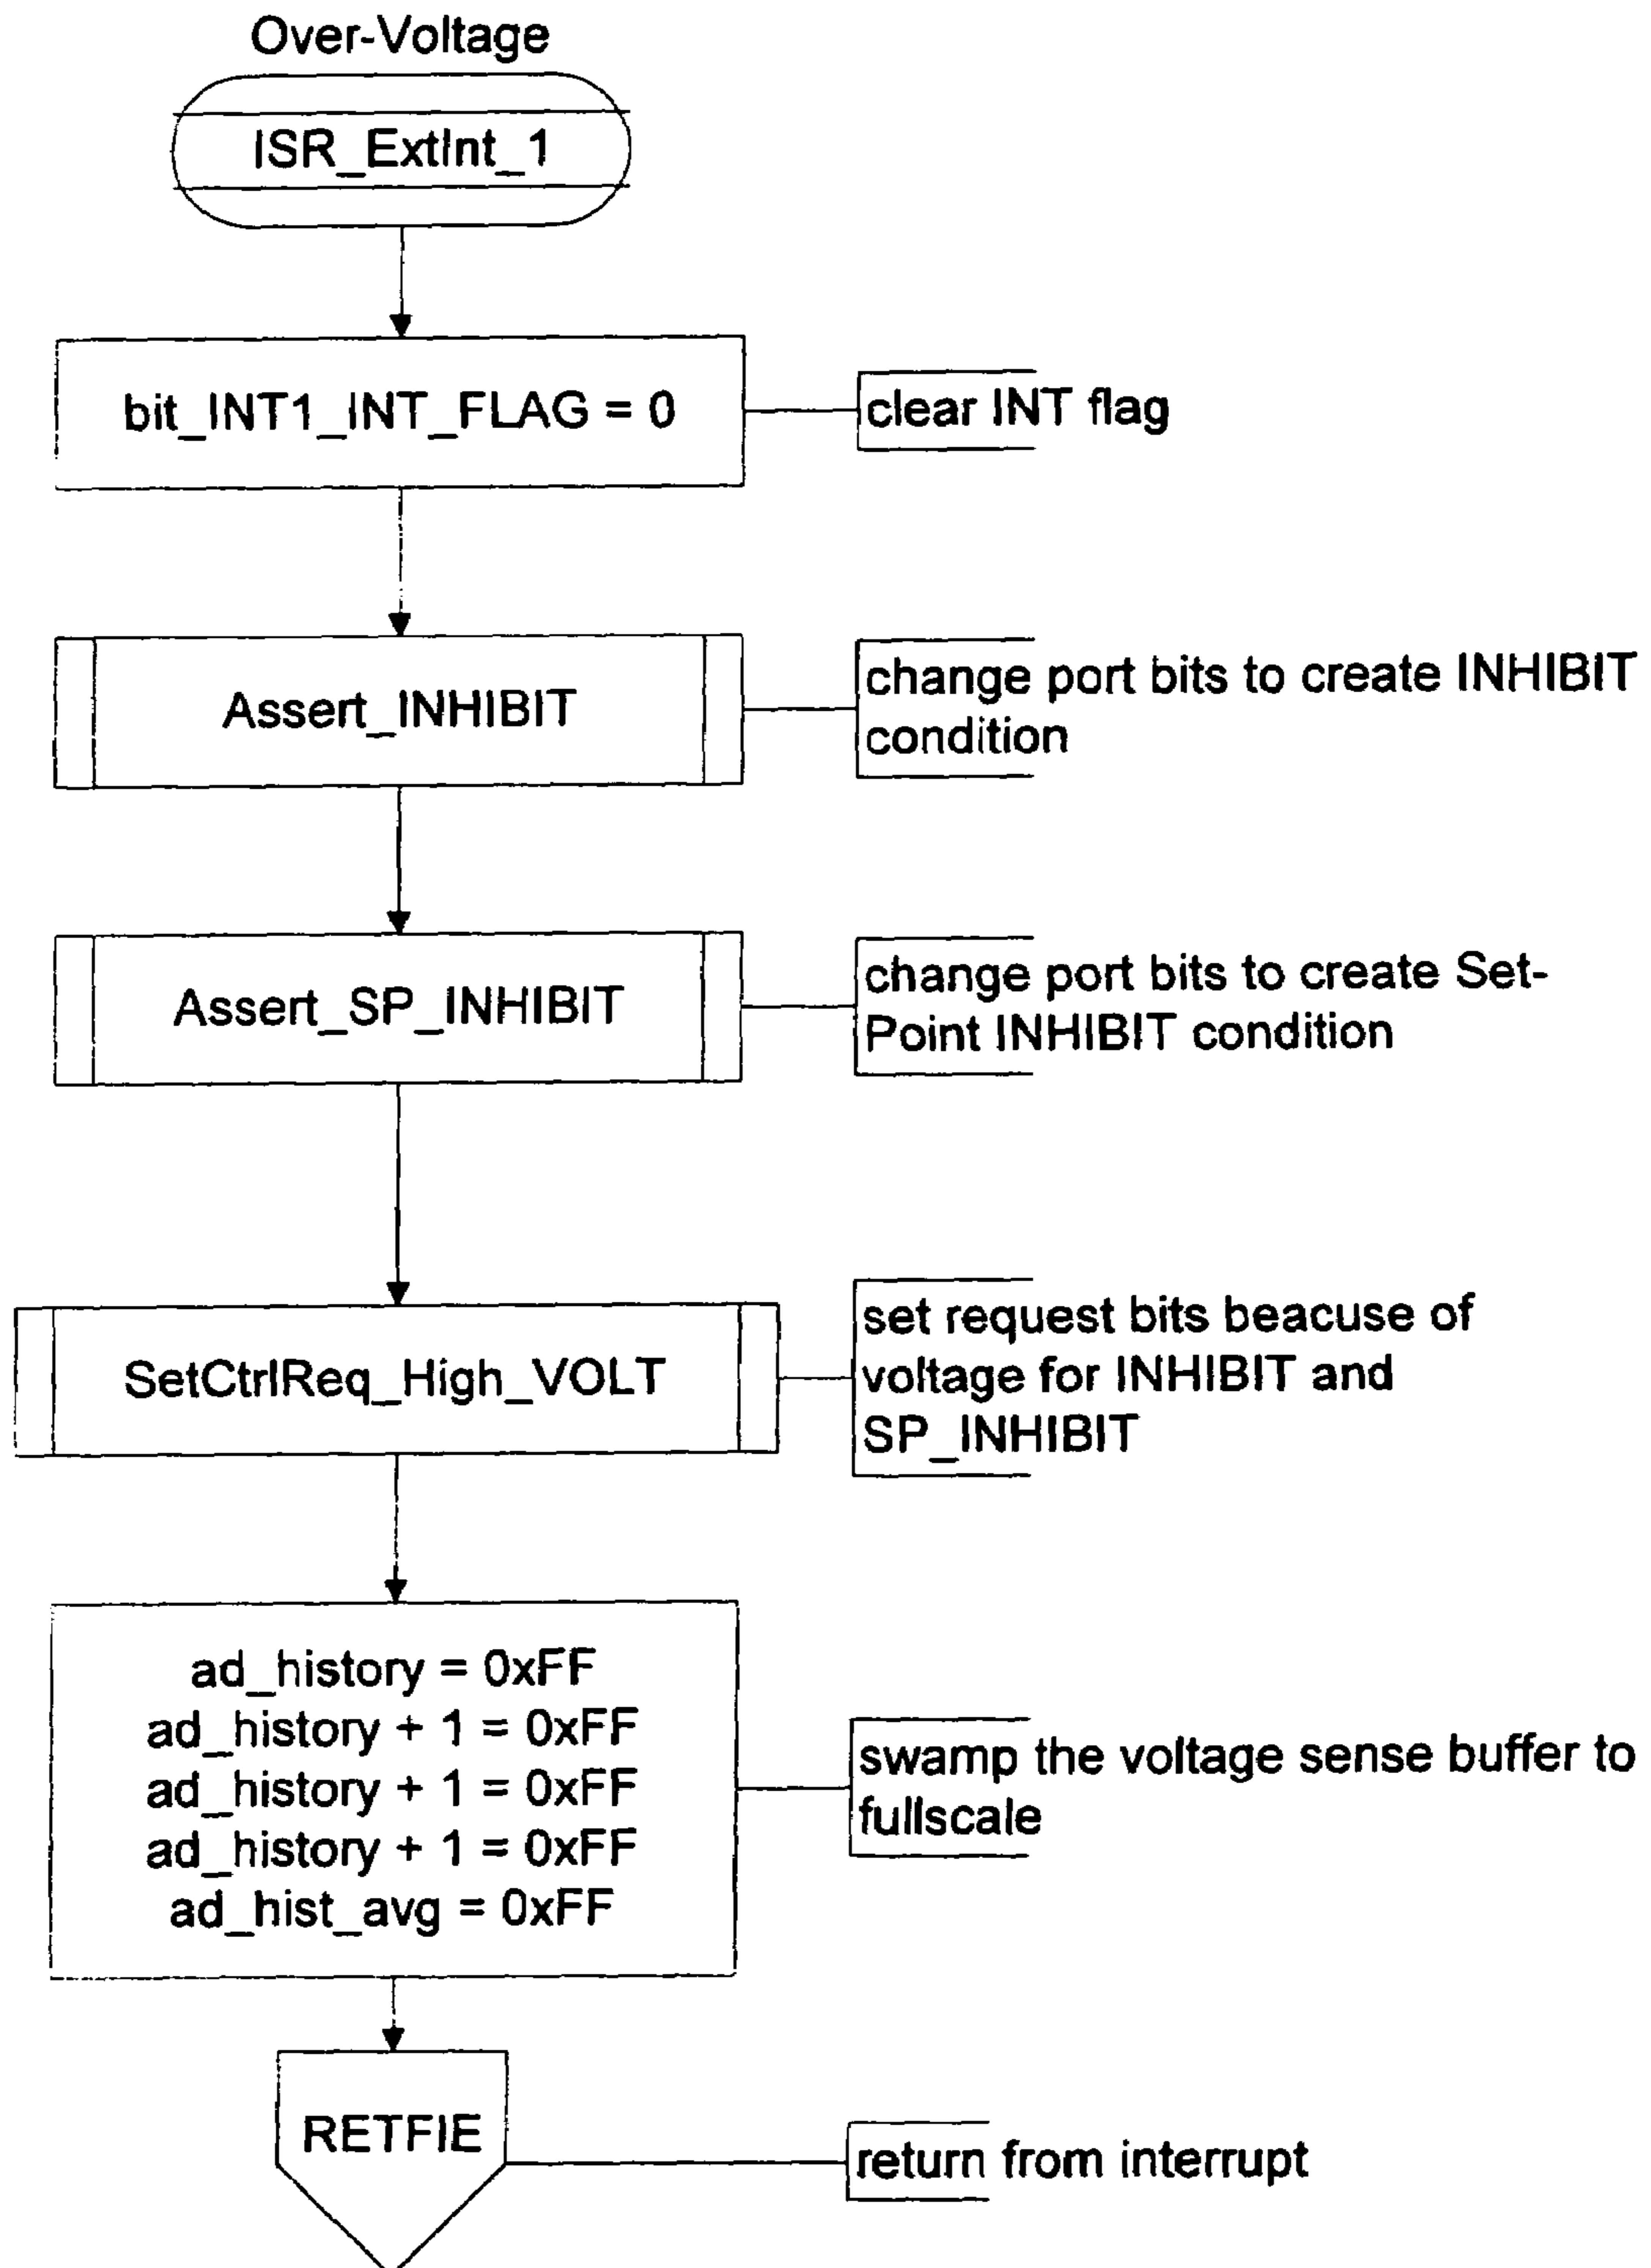 Over-Voltage
ISR_ExtInt_1
bit_INT1_INT_FLAG = 0
clear INT flag
Assert_INHIBIT
change port bits to create INHIBIT
condition
Assert_SP_INHIBIT
change port bits to create Set-
Point INHIBIT condition
SetCtrlReq_High_VOLT
set request bits beacuse of
voltage for INHIBIT and
SP_INHIBIT
ad_history = 0xFF
ad_history + 1 = 0xFF
ad_history + 1 = 0xFF
ad_history + 1 = 0xFF
ad_hist_avg = 0xFF
swamp the voltage sense buffer to
fullscale
RETFIE
return from interrupt